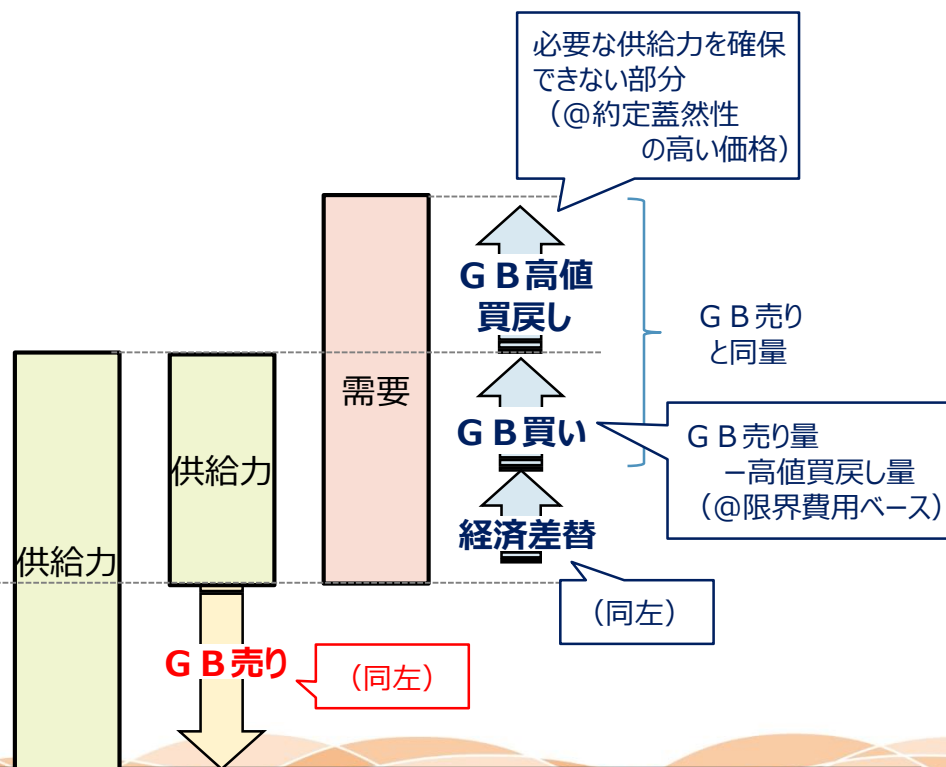 必要な供給力を確保
できない部分
（@約定蓋然性
の高い価格）
ＧＢ高値
買戻し
ＧＢ売り
と同量
需要
ＧＢ買い
ＧＢ売り量
－高値買戻し量
（@限界費用ベース）
供給力
経済差替
供給力
（同左）
ＧＢ売り
（同左）